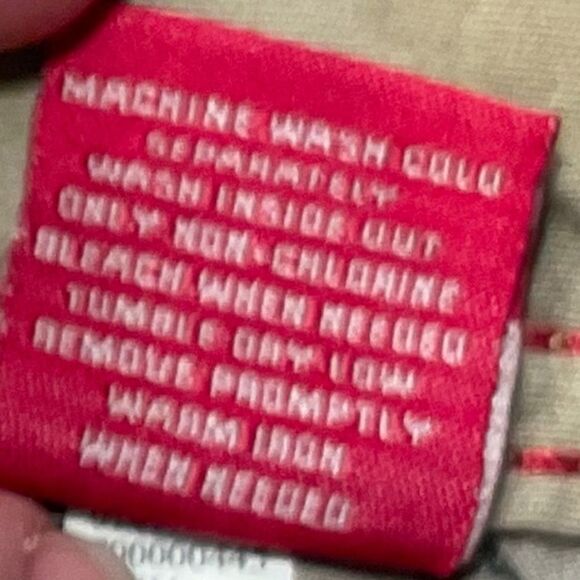 MACHINE WASH COLD
SEPARATELY
WASH INSIDE OUT
ONLY NON-CHLORINE
BLEACH WHEN NEEDED
TUMBLE DRY LOW
REMOVE PROMPTLY
WARM IRON
WHEN NEEDED